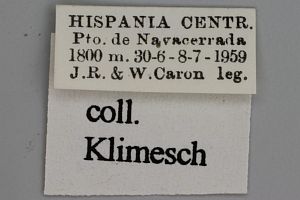 HISPANIA CENTR.
Pto. de Navacerrada
1800 m. 30-6-8-7-1959
J.R. & W. Caron leg.
coll.
Klimesch